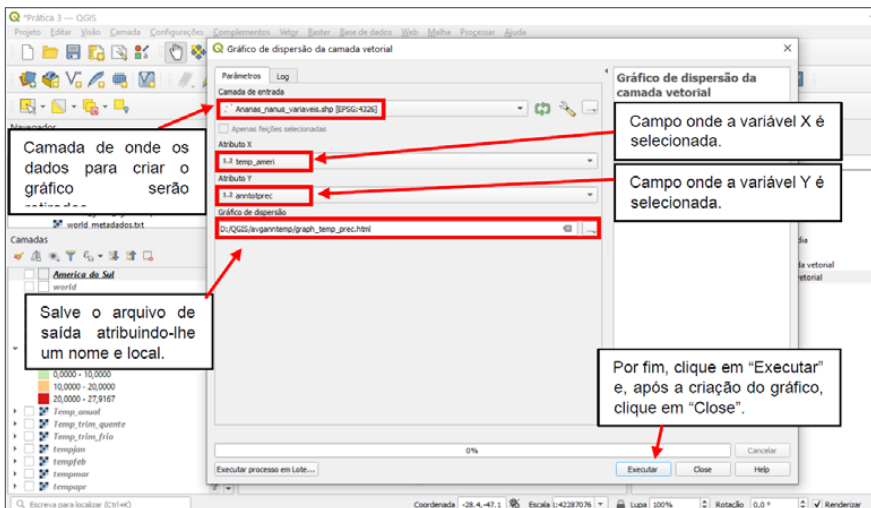 *Prática 3 — QGIS
Projeto Editar Visão Camada Configurações Complementos Vetor Raster Base de dados Web Malha Processar Ajuda
Gráfico de dispersão da camada vetorial
Parâmetros Log
Camada de entrada
Ananas_nanus_variaveis.shp [EPSG:4326]
Apenas feições selecionadas
Atributo X
1.2 temp_ameri
Atributo Y
1.2 anntotprec
Gráfico de dispersão
D:/QGIS/avganntemp/graph_temp_prec.html
Gráfico de dispersão da
camada vetorial
Campo onde a variável X é
selecionada.
Campo onde a variável Y é
selecionada.
Navegador
Camada de onde os
dados para criar o
gráfico serão
world metadados.txt
Camadas
America do Sul
world
Salve o arquivo de
saída atribuindo-lhe
um nome e local.
0,0000 - 10,0000
10,0000 - 20,0000
20,0000 - 27,9167
Temp_anual
Temp_trim_quente
Temp_trim_frio
tempjan
tempfeb
tempmar
tempapr
Por fim, clique em “Executar”
e, após a criação do gráfico,
clique em “Close”.
0%
Cancelar
Executar processo em Lote...
Executar Close Help
Escreva para localizar (Ctrl+K)
Coordenada -28.4,-47.1 Escala 1:42287076 Lupa 100% Rotação 0,0 ° Renderizar